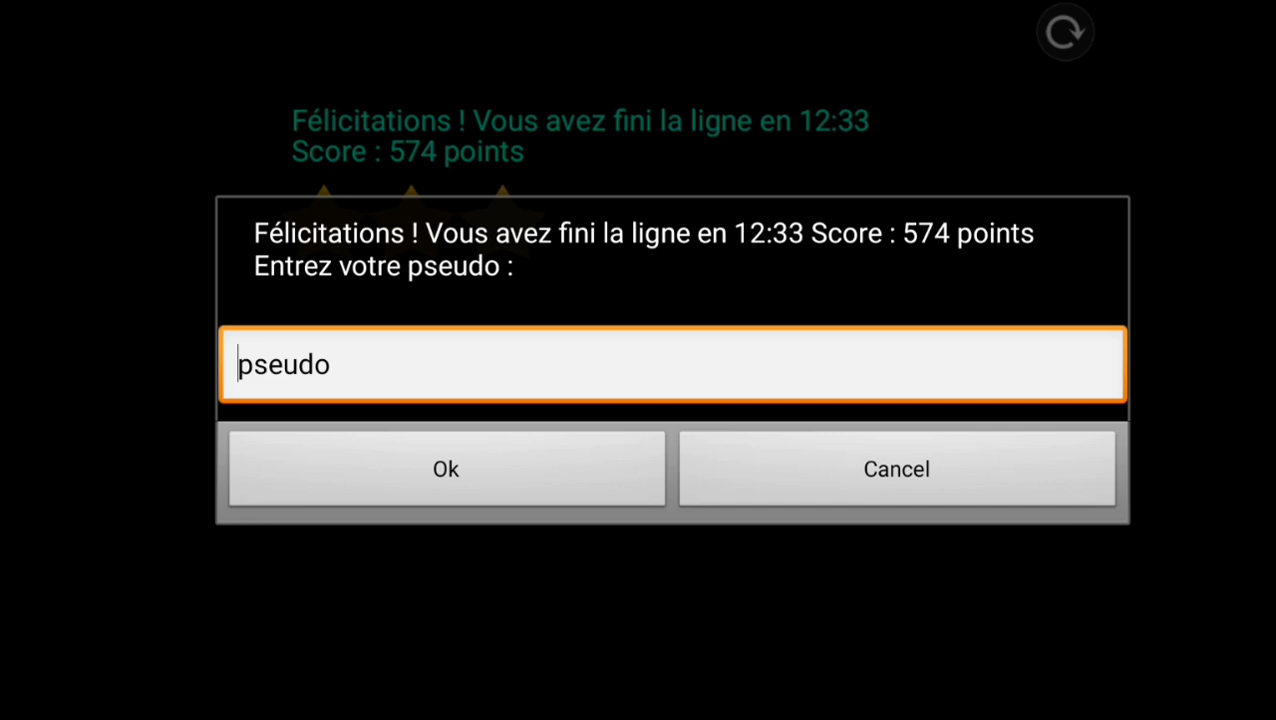 Félicitations ! Vous avez fini la ligne en 12:33
Score : 574 points
Félicitations ! Vous avez fini la ligne en 12:33 Score : 574 points
Entrez votre pseudo :
pseudo
Ok
Cancel